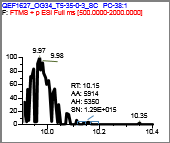 QEF1627_OG34_T5-35-0-3_SC PC-38:1
F: FTMS + p ESI Full ms [500.0000-2000.0000]
9.97
9.98
100
80
60
40
20
0
RT: 10.15
AA: 5914
AH: 5350
SN: 1.29E+015
10.35
10.0
10.2
10.4